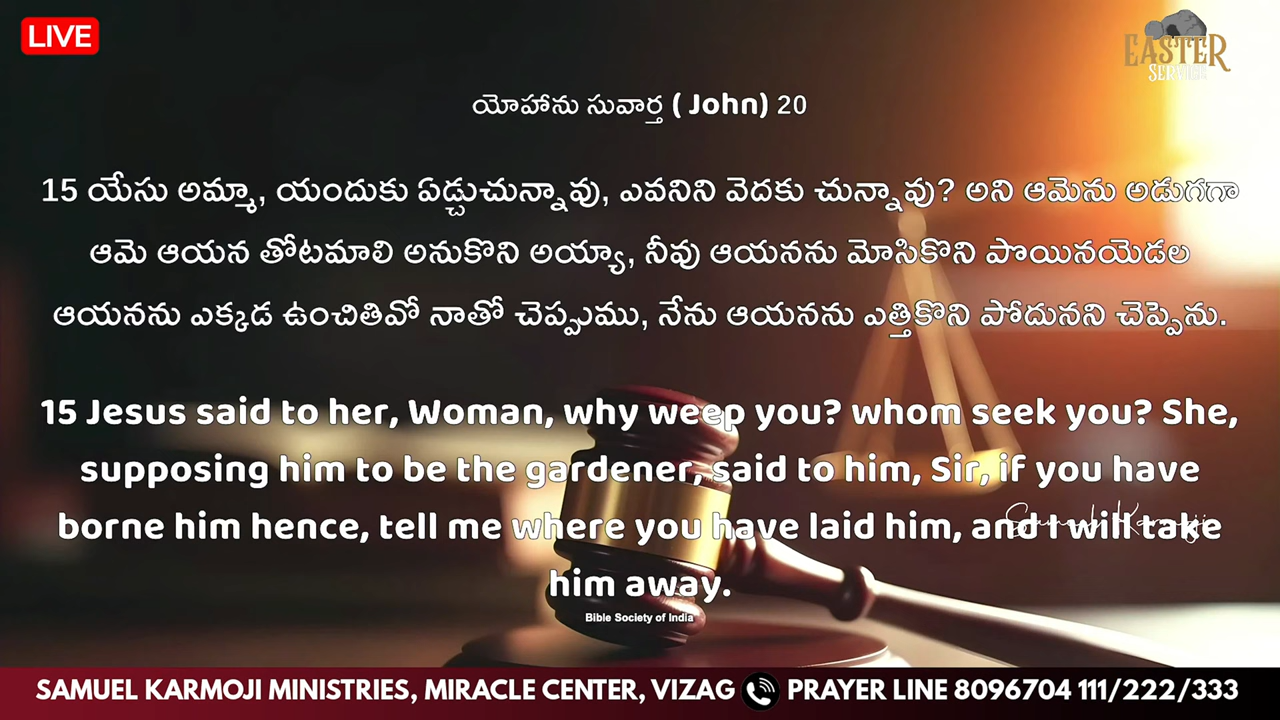 LIVE
EASTER
SERVICE
యోహాను సువార్త ( John) 20
15 యేసు అమ్మా, యందుకు ఏడ్చుచున్నావు, ఎవనిని వెదకు చున్నావు? అని ఆమెను అడుగగా
ఆమె ఆయన తోటమాలి అనుకొని అయ్యా, నీవు ఆయనను మోసికొని పొయినయెడల
ఆయనను ఎక్కడ ఉంచితివో నాతో చెప్పుము, నేను ఆయనను ఎత్తికొని పోదునని చెప్పెను.
15 Jesus said to her, Woman, why weep you? whom seek you? She,
supposing him to be the gardener, said to him, Sir, if you have
borne him hence, tell me where you have laid him, and I will take
him away.
Samuel Karmoji
Bible Society of India
SAMUEL KARMOJI MINISTRIES, MIRACLE CENTER, VIZAG PRAYER LINE 8096704 111/222/333